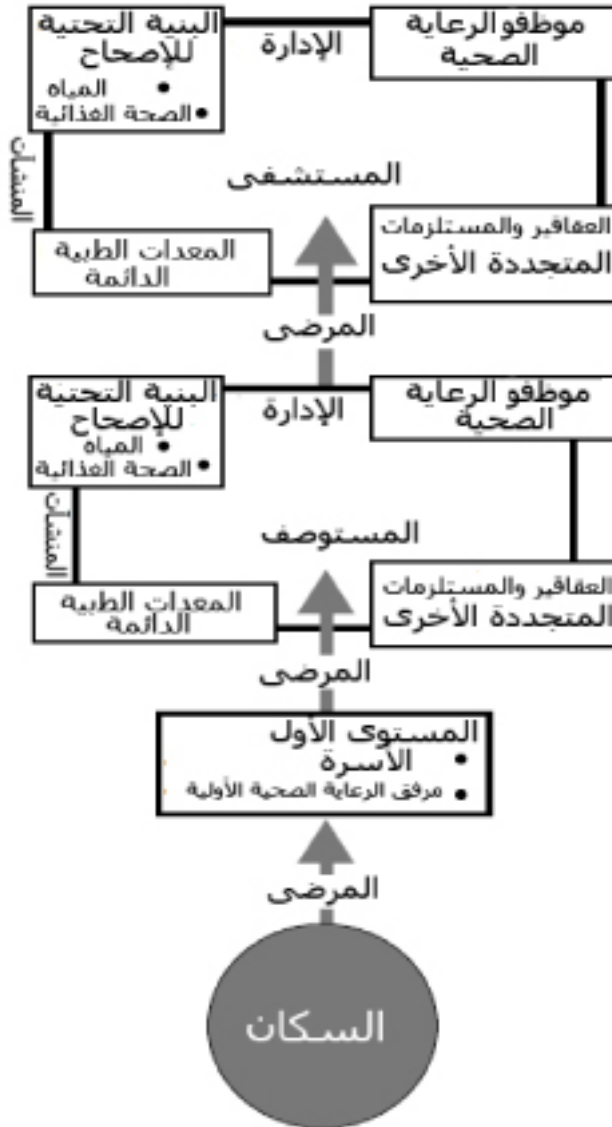 موظفو الرعاية
الصحية
الإدارة
البنية التحتية
للإصحاح
• المياه
• الصحة الغذائية
المنشآت
المستشفى
العقاقير والمستلزمات
المتجددة الأخرى
المعدات الطبية
الدائمة
المرضى
موظفو الرعاية
الصحية
الإدارة
البنية التحتية
للإصحاح
• المياه
• الصحة الغذائية
المنشآت
المستوصف
العقاقير والمستلزمات
المتجددة الأخرى
المعدات الطبية
الدائمة
المرضى
المستوى الأول
• الأسرة
• مرفق الرعاية الصحية الأولية
المرضى
السكان